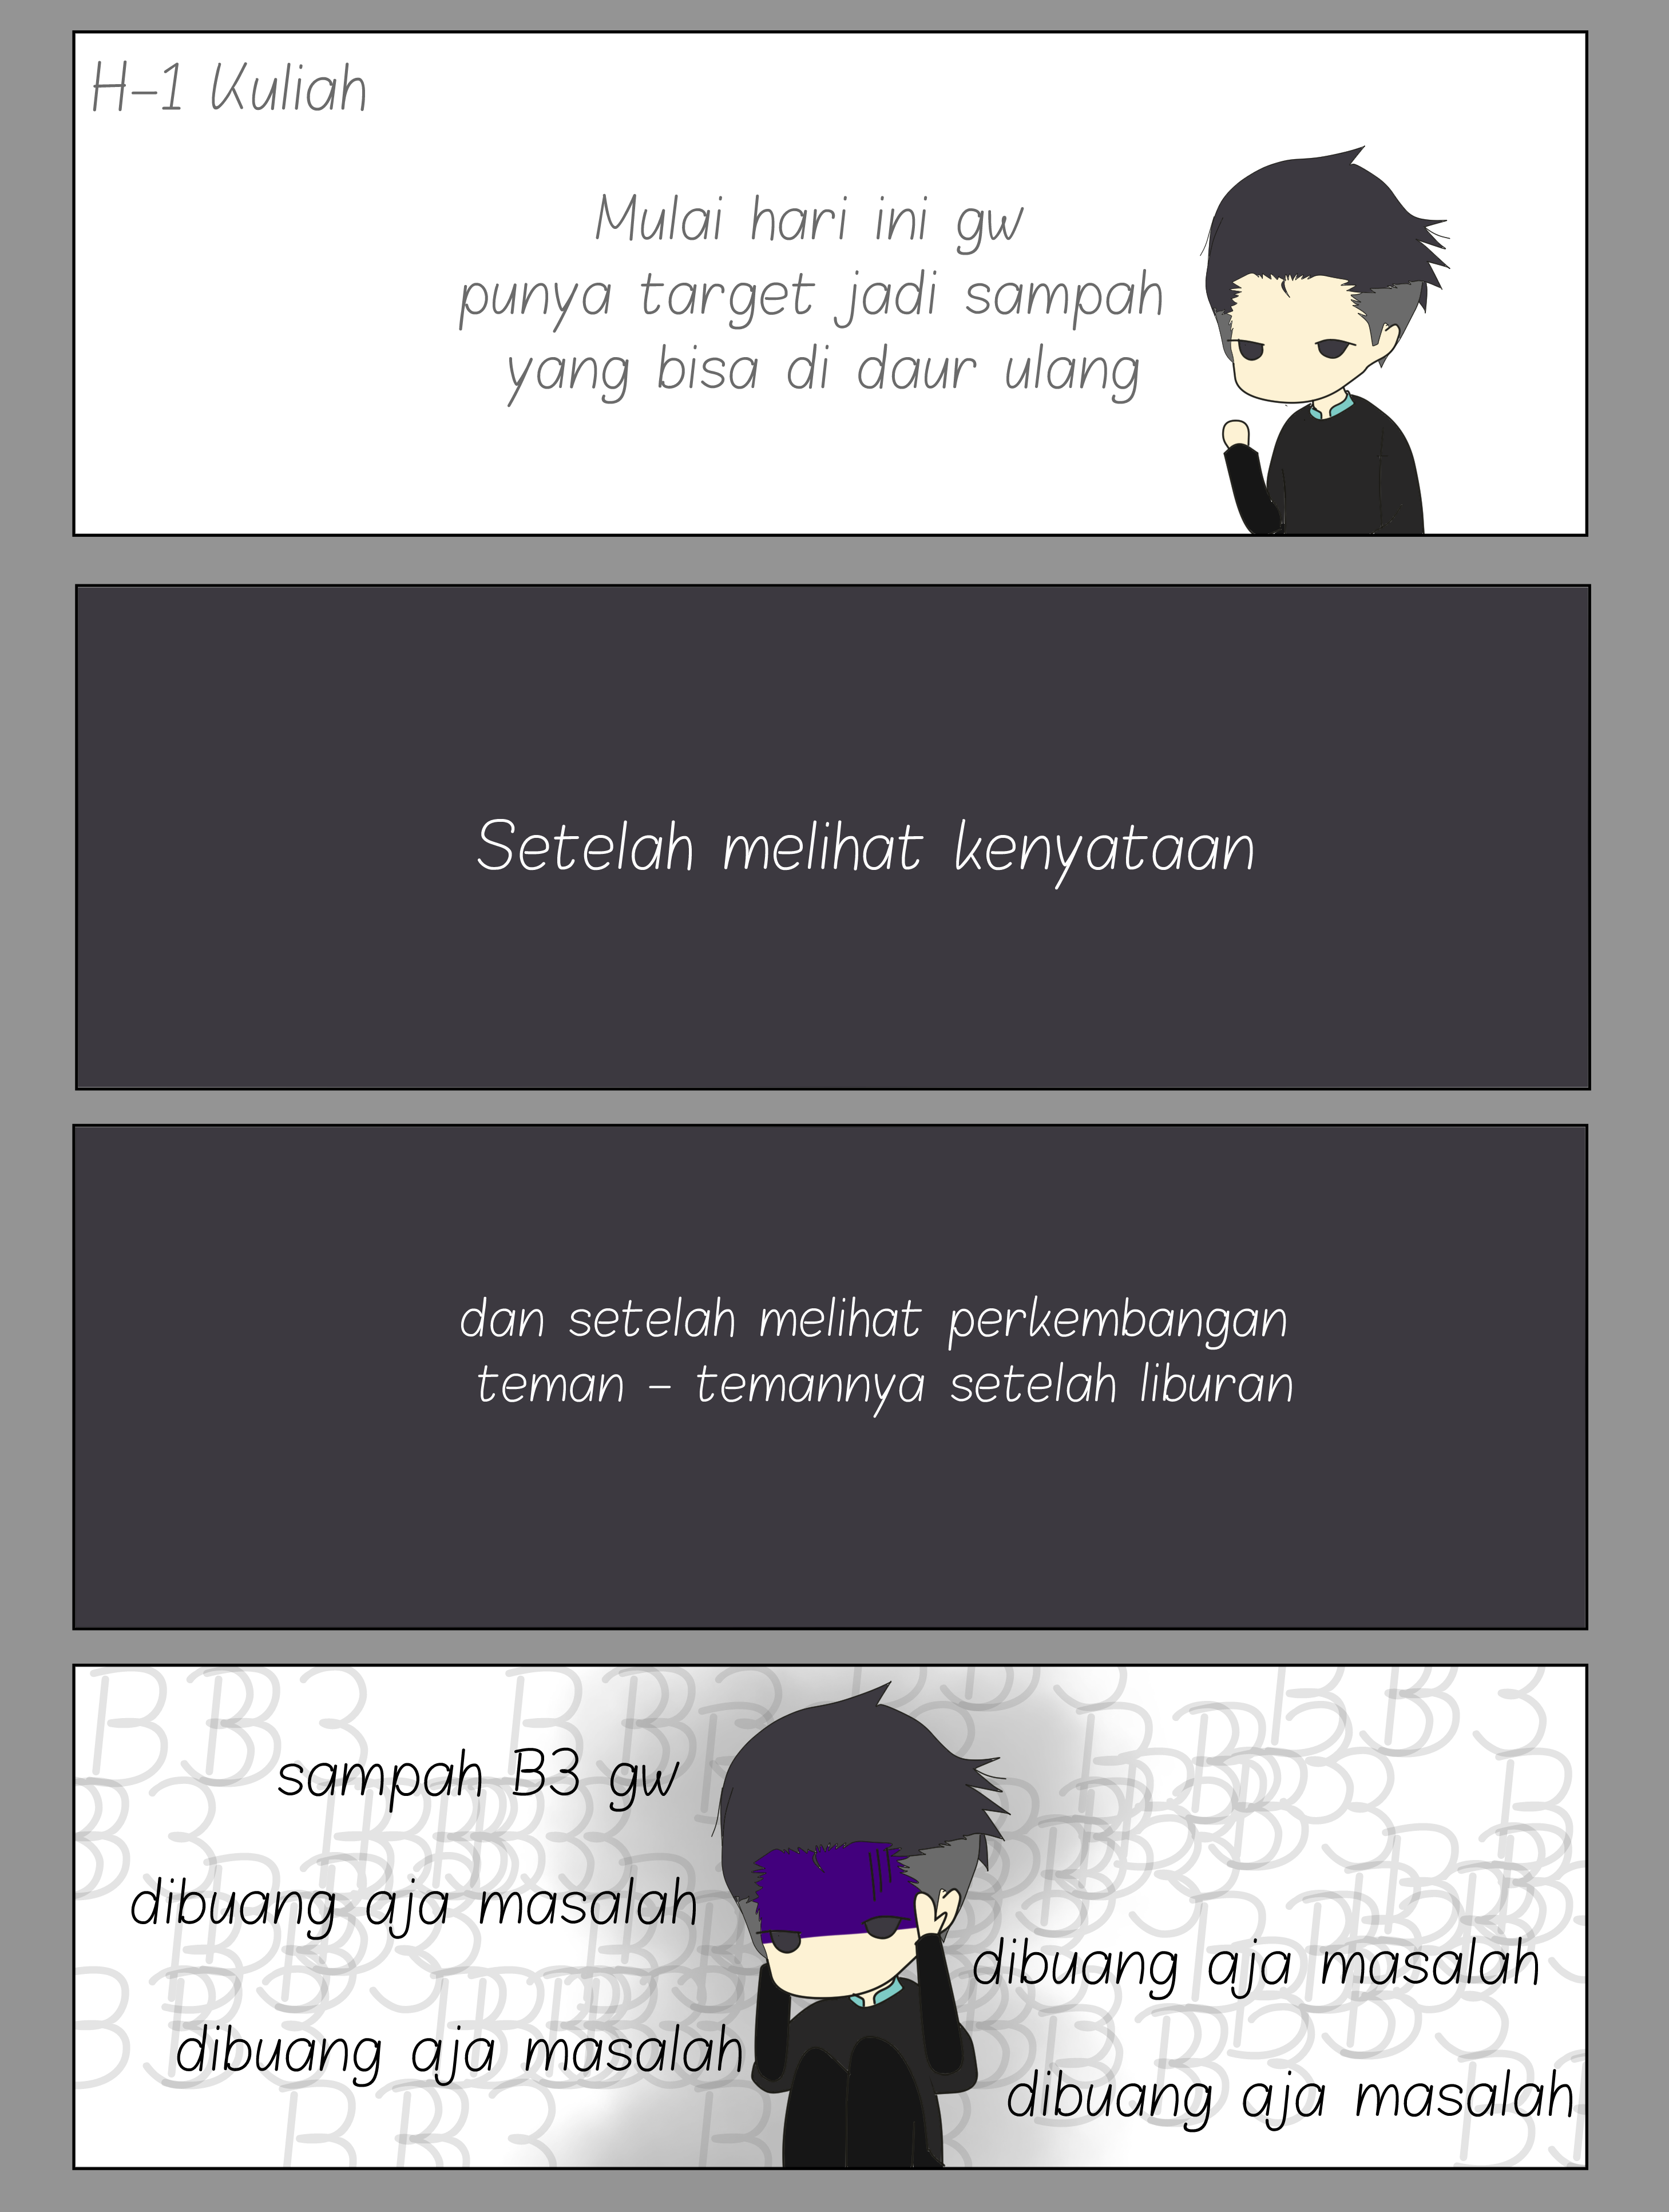 H-1 Kuliah
Mulai hari ini gw
punya target jadi sampah
yang bisa di daur ulang
Setelah melihat kenyataan
dan setelah melihat perkembangan
teman - temannya setelah liburan
sampah B3 gw
dibuang aja masalah
dibuang aja masalah
dibuang aja masalah
dibuang aja masalah